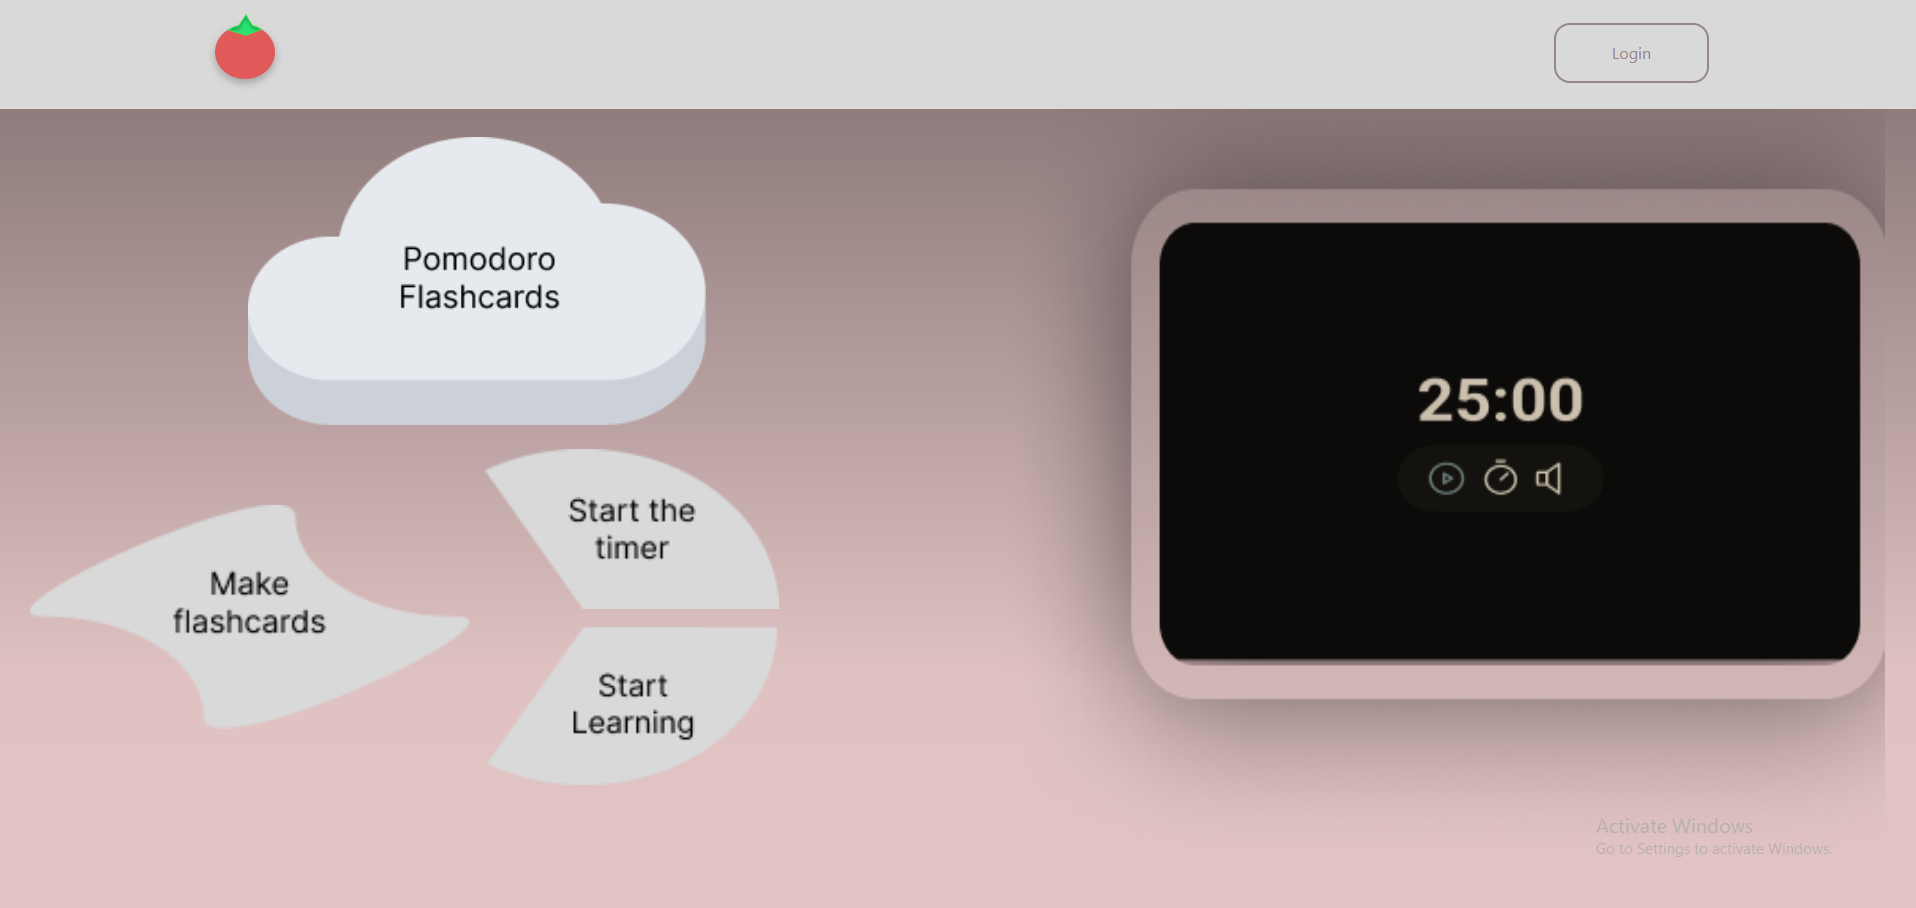 Login
Pomodoro
Flashcards
Start the
timer
Make
flashcards
Start
Learning
25:00
Activate Windows
Go to Settings to activate Windows.